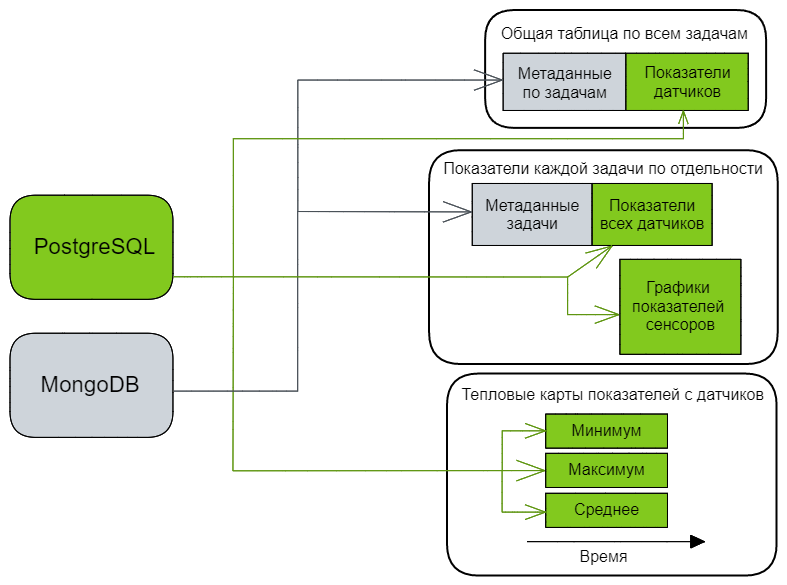 Общая таблица по всем задачам
Метаданные
по задачам
Показатели
датчиков
Показатели каждой задачи по отдельности
Метаданные
задачи
Показатели
всех датчиков
PostgreSQL
Графики
показателей
сенсоров
MongoDB
Тепловые карты показателей с датчиков
Минимум
Максимум
Среднее
Время